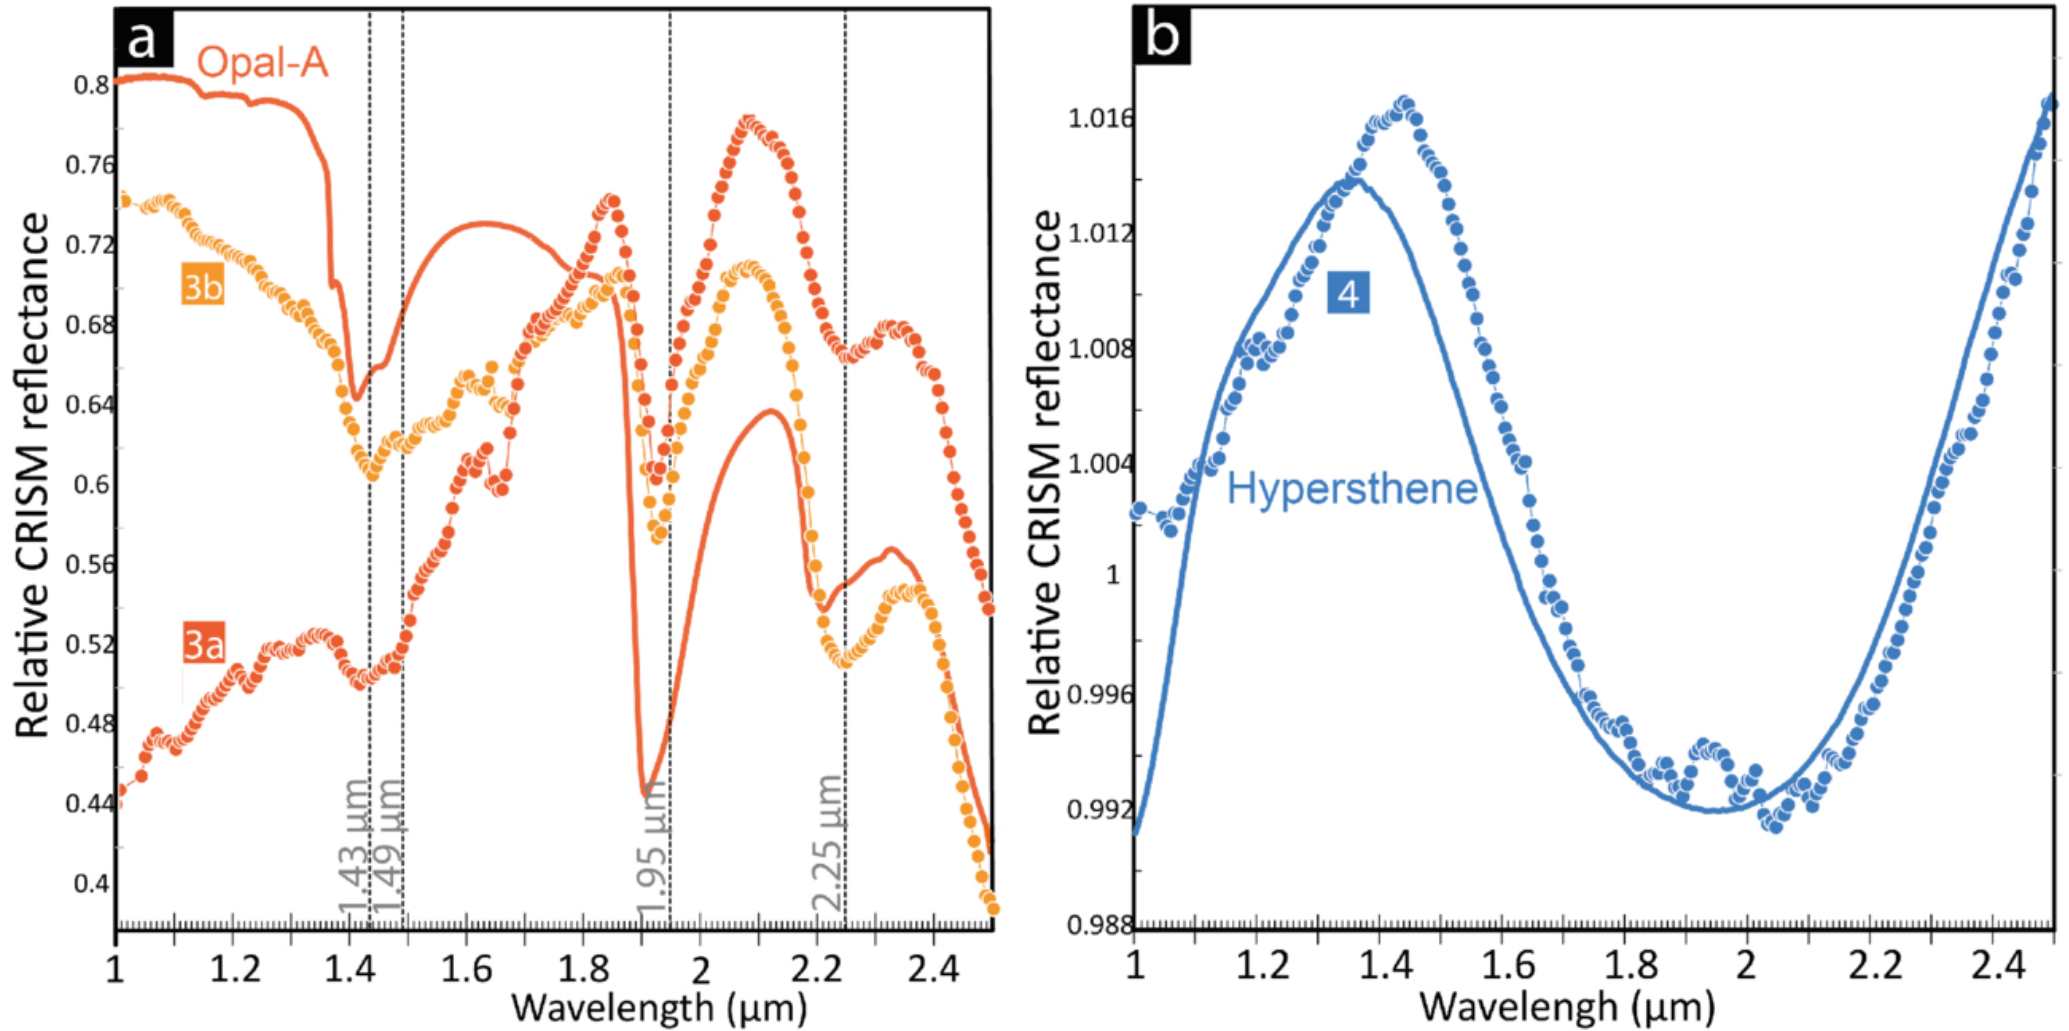 a
Opal-A
0.8
0.76
0.72
0.68
0.64
0.6
0.56
0.52
0.48
0.44
0.4
Relative CRISM reflectance
3b
3a
1.43 µm
1.49 µm
1.95 µm
2.25 µm
1 1.2 1.4 1.6 1.8 2 2.2 2.4
Wavelength (µm)
b
1.016
1.012
1.008
1.004
1
0.996
0.992
0.988
Relative CRISM reflectance
4
Hypersthene
1 1.2 1.4 1.6 1.8 2 2.2 2.4
Wavelengh (µm)